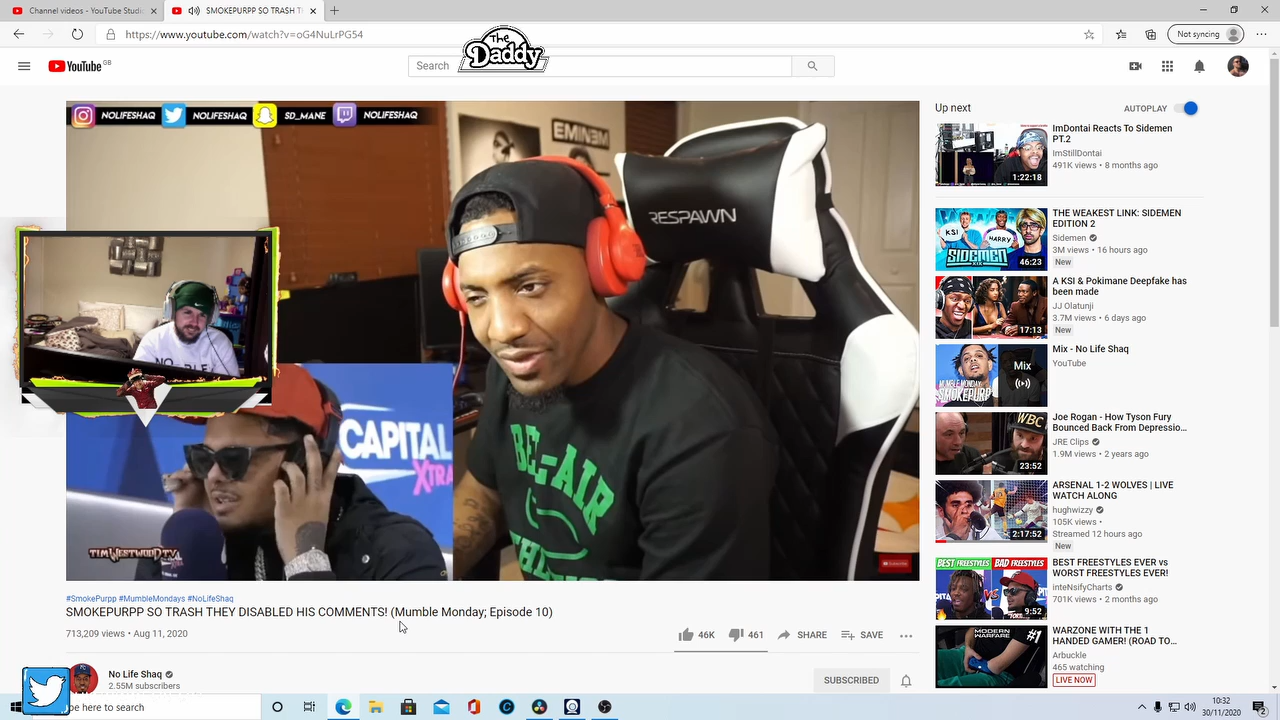 Channel videos - YouTube Studio
SMOKEPURPP SO TRASH T
https://www.youtube.com/watch?v=oG4NuLrPG54
Not syncing
The
Daddy
YouTube GB
Search
NOLIFESHAQ
NOLIFESHAQ
SD_MANE
NOLIFESHAQ
EMINEM
RESPAWN
BEL-AIR
CAPITAL
XTRA
TIMWESTWOODTV
Subscribe
#SmokePurpp #MumbleMondays #NoLifeShaq
SMOKEPURPP SO TRASH THEY DISABLED HIS COMMENTS! (Mumble Monday; Episode 10)
713,209 views • Aug 11, 2020
46K
461
SHARE
SAVE
No Life Shaq
2.55M subscribers
SUBSCRIBED
Up next
AUTOPLAY
1:22:18
ImDontai Reacts To Sidemen
PT.2
ImStillDontai
491K views • 8 months ago
KSI
HARRY
SIDEMEN
46:23
THE WEAKEST LINK: SIDEMEN
EDITION 2
Sidemen
3M views • 16 hours ago
New
17:13
A KSI & Pokimane Deepfake has
been made
JJ Olatunji
3.7M views • 6 days ago
New
MUMBLE MONDAY
SMOKEPURPP
Mix
Mix - No Life Shaq
YouTube
WBC
23:52
Joe Rogan - How Tyson Fury
Bounced Back From Depressio...
JRE Clips
1.9M views • 2 years ago
2:17:52
ARSENAL 1-2 WOLVES | LIVE
WATCH ALONG
hughwizzy
105K views •
Streamed 12 hours ago
New
BEST FREESTYLES
BAD FREESTYLES
9:52
BEST FREESTYLES EVER vs
WORST FREESTYLES EVER!
inteNsifyCharts
701K views • 2 months ago
MODERN
WARFARE
#1
WARZONE WITH THE 1
HANDED GAMER! (ROAD TO...
Arbuckle
465 watching
LIVE NOW
pe here to search
10:32
30/11/2020
2